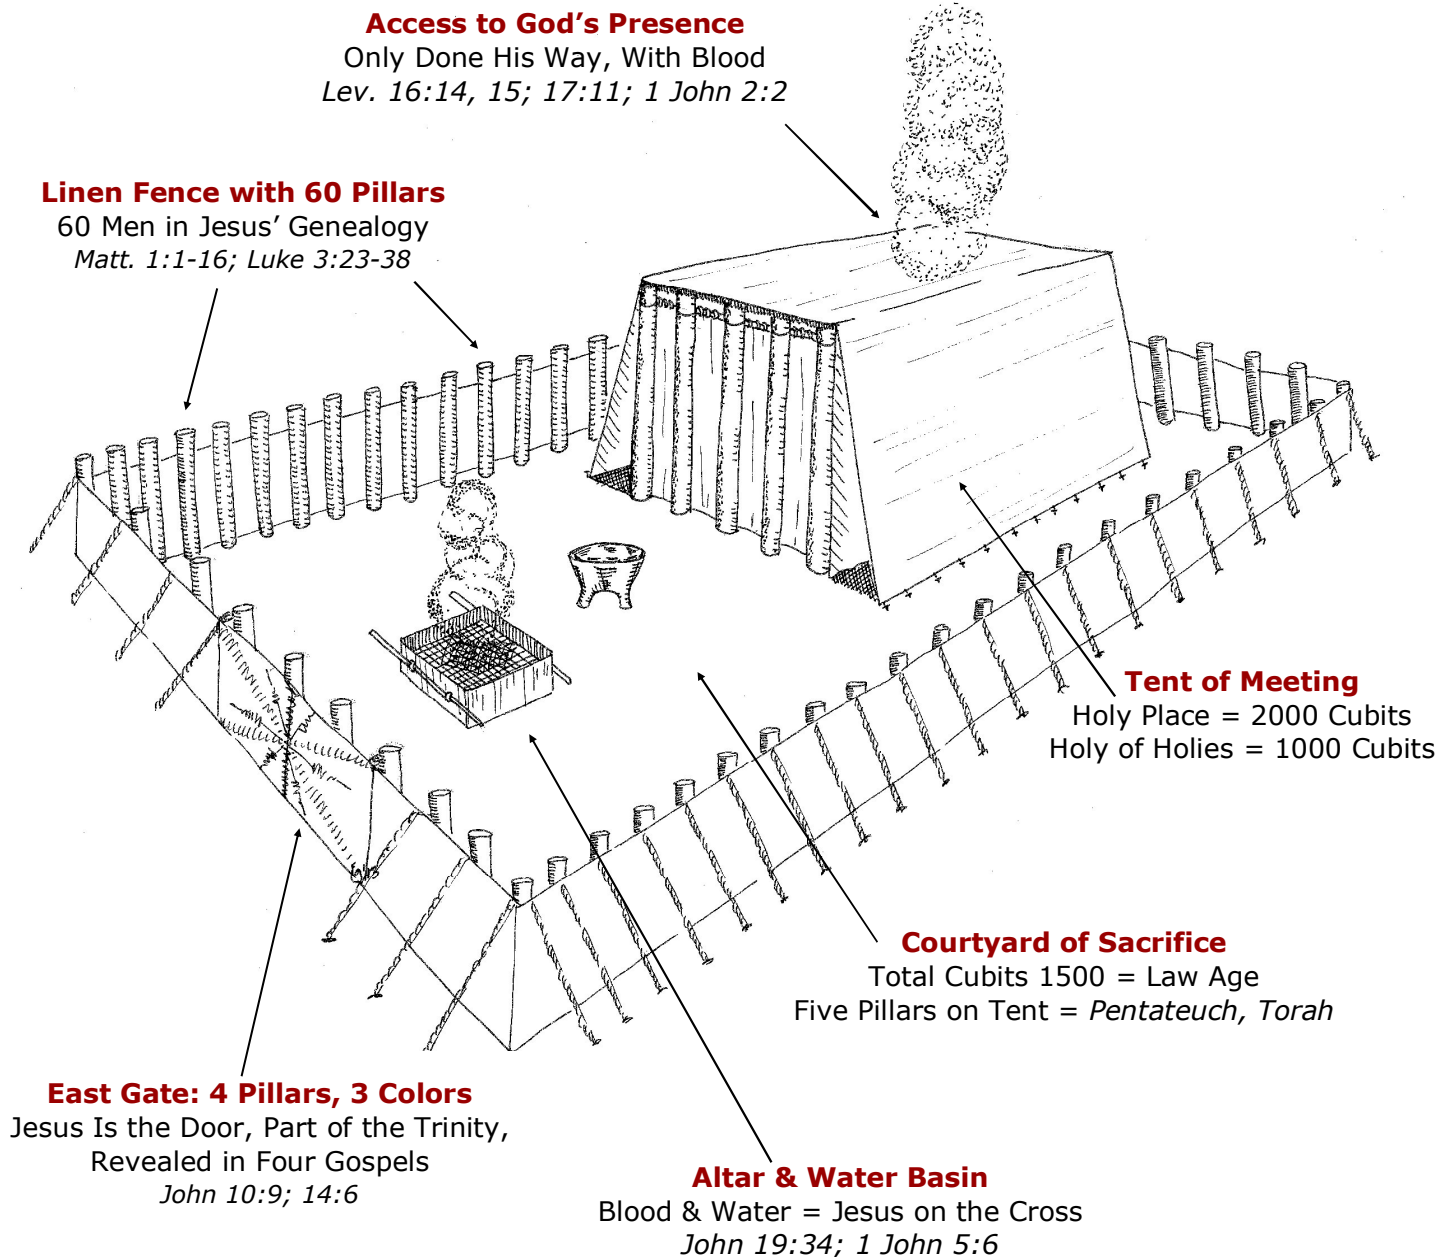 Access to God’s Presence
Only Done His Way, With Blood
Lev. 16:14, 15; 17:11; 1 John 2:2
Linen Fence with 60 Pillars
60 Men in Jesus’ Genealogy
Matt. 1:1-16; Luke 3:23-38
Tent of Meeting
Holy Place = 2000 Cubits
Holy of Holies = 1000 Cubits
Courtyard of Sacrifice
Total Cubits 1500 = Law Age
Five Pillars on Tent = Pentateuch, Torah
East Gate: 4 Pillars, 3 Colors
Jesus Is the Door, Part of the Trinity,
Revealed in Four Gospels
John 10:9; 14:6
Altar & Water Basin
Blood & Water = Jesus on the Cross
John 19:34; 1 John 5:6